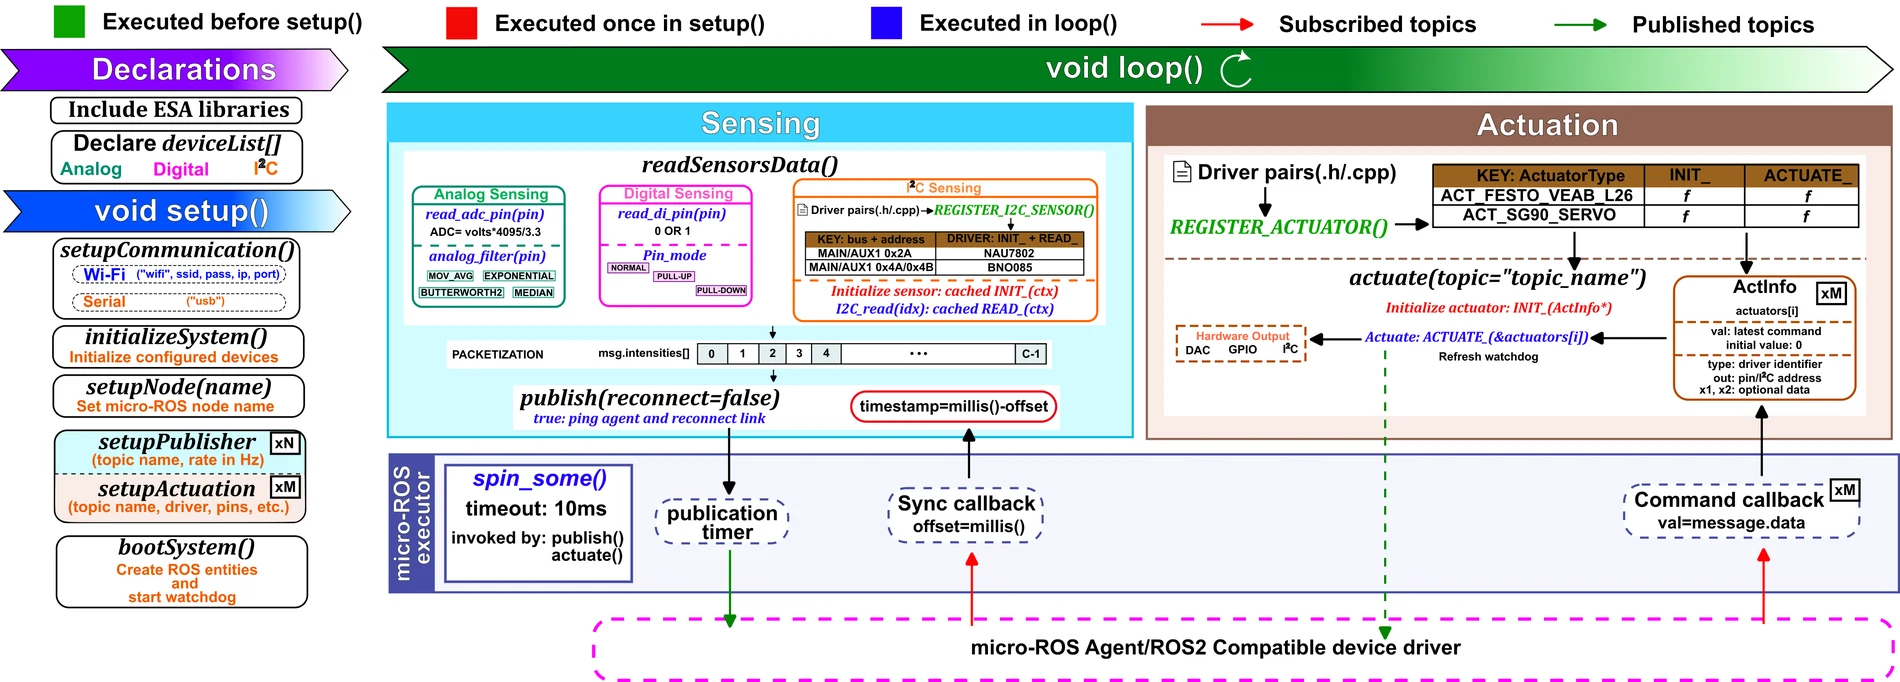 Executed before setup()
Executed once in setup()
Executed in loop()
Subscribed topics
Published topics
Declarations
Include ESA libraries
Declare deviceList[]
Analog Digital I²C
void setup()
setupCommunication()
Wi-Fi ("wifi", ssid, pass, ip, port)
Serial ("usb")
initializeSystem()
Initialize configured devices
setupNode(name)
Set micro-ROS node name
setupPublisher xN
(topic name, rate in Hz)
setupActuation xM
(topic name, driver, pins, etc.)
bootSystem()
Create ROS entities
and
start watchdog
void loop()
Sensing
readSensorsData()
Analog Sensing
read_adc_pin(pin)
ADC= volts*4095/3.3
analog_filter(pin)
MOV_AVG EXPONENTIAL
BUTTERWORTH2 MEDIAN
Digital Sensing
read_di_pin(pin)
0 OR 1
Pin_mode
NORMAL
PULL-UP
PULL-DOWN
I²C Sensing
Driver pairs(.h/.cpp) REGISTER_I2C_SENSOR()
KEY: bus + address DRIVER: INIT_ + READ_
MAIN/AUX1 0x2A NAU7802
MAIN/AUX1 0x4A/0x4B BNO085
Initialize sensor: cached INIT_(ctx)
I2C_read(idx): cached READ_(ctx)
PACKETIZATION msg.intensities[] 0 1 2 3 4 ••• C-1
publish(reconnect=false)
true: ping agent and reconnect link
timestamp=millis()-offset
Actuation
Driver pairs(.h/.cpp)
REGISTER_ACTUATOR()
KEY: ActuatorType INIT_ ACTUATE_
ACT_FESTO_VEAB_L26 f f
ACT_SG90_SERVO f f
actuate(topic="topic_name")
Initialize actuator: INIT_(ActInfo*)
Actuate: ACTUATE_(&actuators[i])
Refresh watchdog
Hardware Output
DAC GPIO I²C
ActInfo xM
actuators[i]
val: latest command
initial value: 0
type: driver identifier
out: pin/I²C address
x1, x2: optional data
micro-ROS
executor
spin_some()
timeout: 10ms
invoked by: publish()
actuate()
publication
timer
Sync callback
offset=millis()
Command callback xM
val=message.data
micro-ROS Agent/ROS2 Compatible device driver